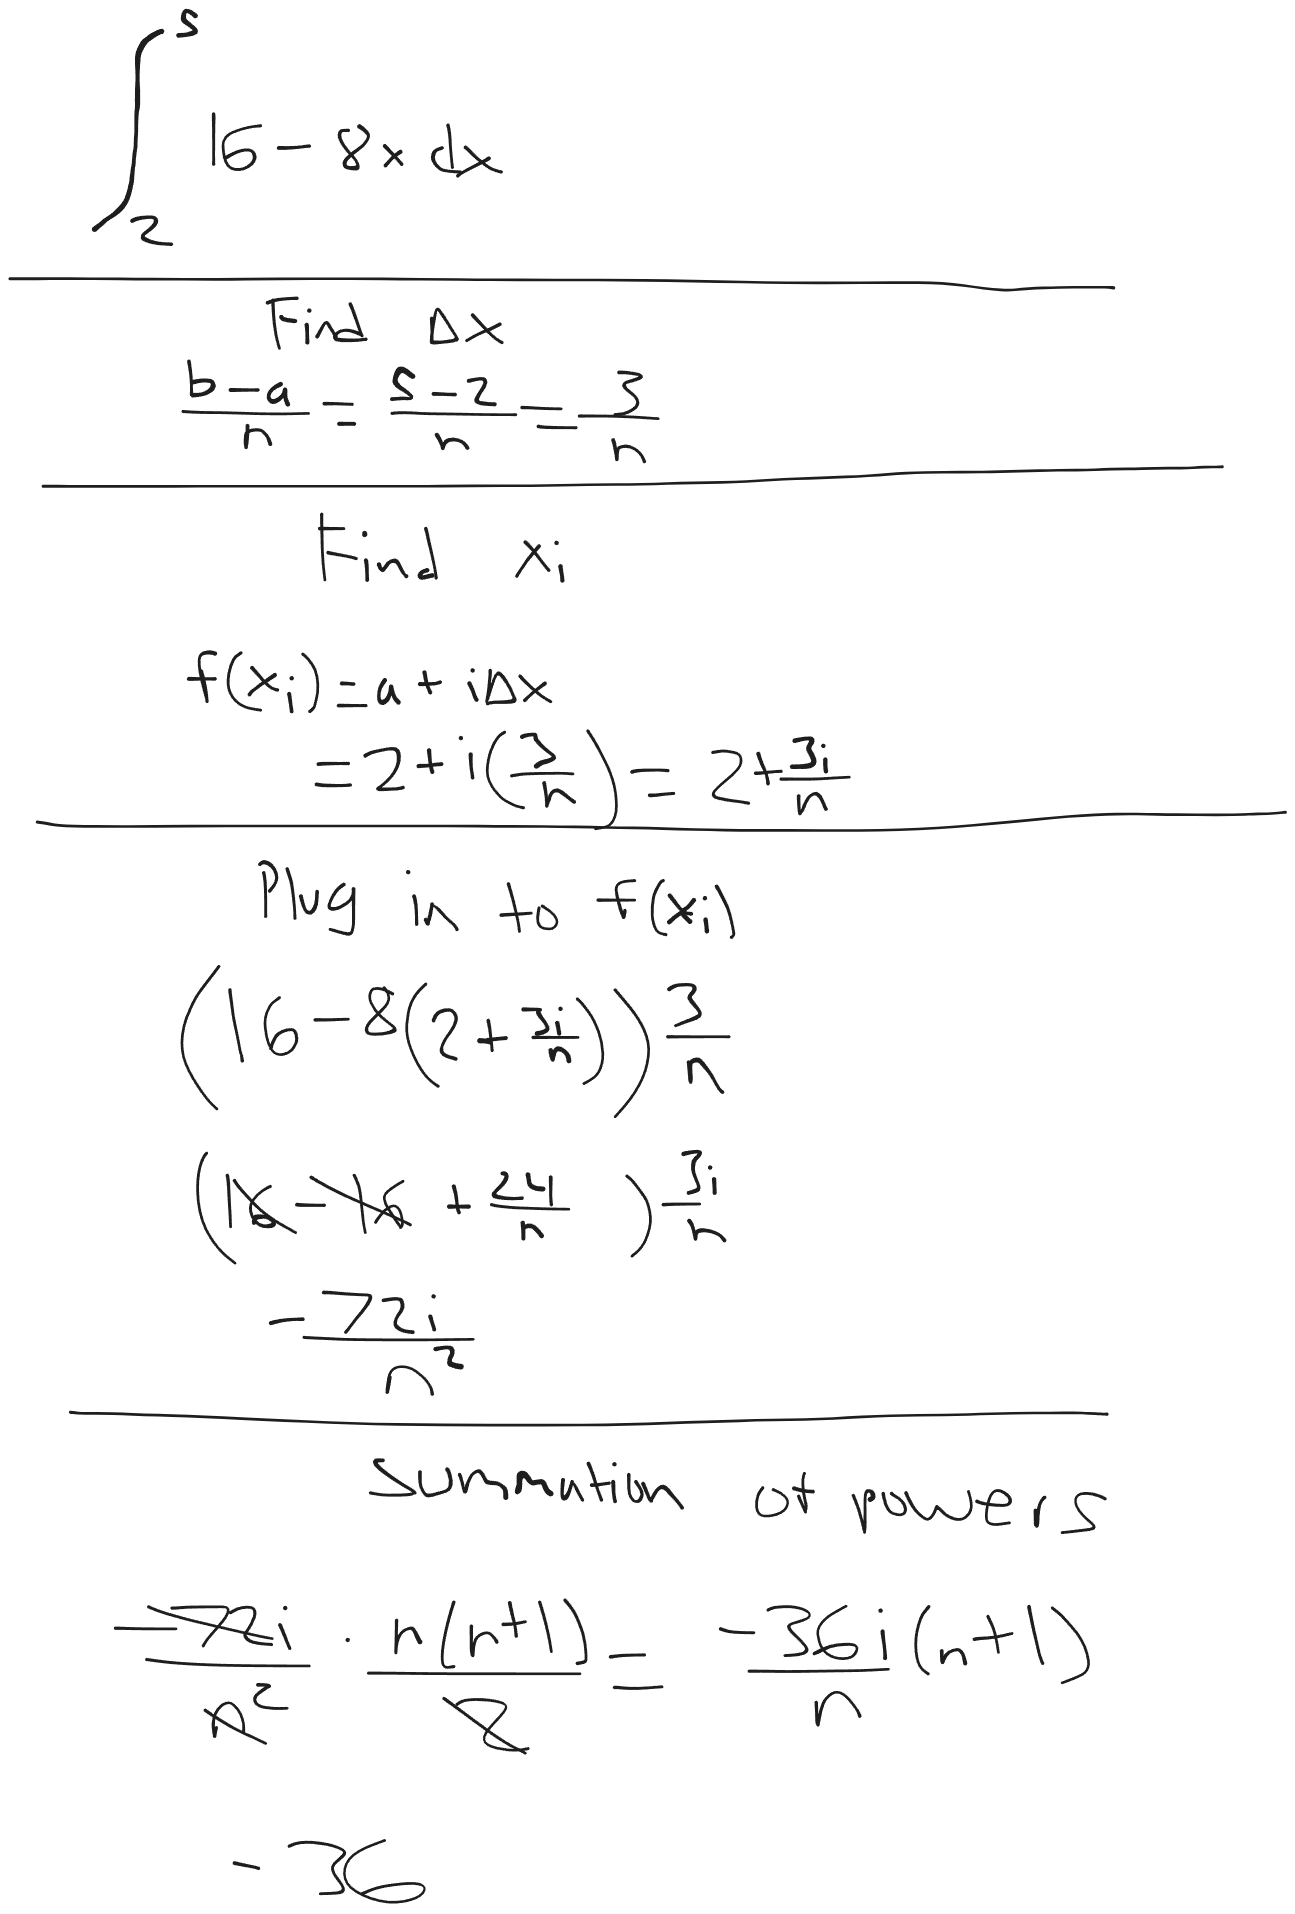 ∫₂⁵ 16 - 8x dx
Find Δx
(b-a)/n = (5-2)/n = 3/n
Find xᵢ
f(xᵢ) = a + iΔx
= 2 + i(3/n) = 2 + 3i/n
Plug in to f(xᵢ)
(16 - 8(2 + 3i/n)) 3/n
(16 - 16 + 24/n) 3i/n
- 72i/n²
Summation of powers
-72i/n² · n(n+1)/2 = -36i(n+1)/n
- 36